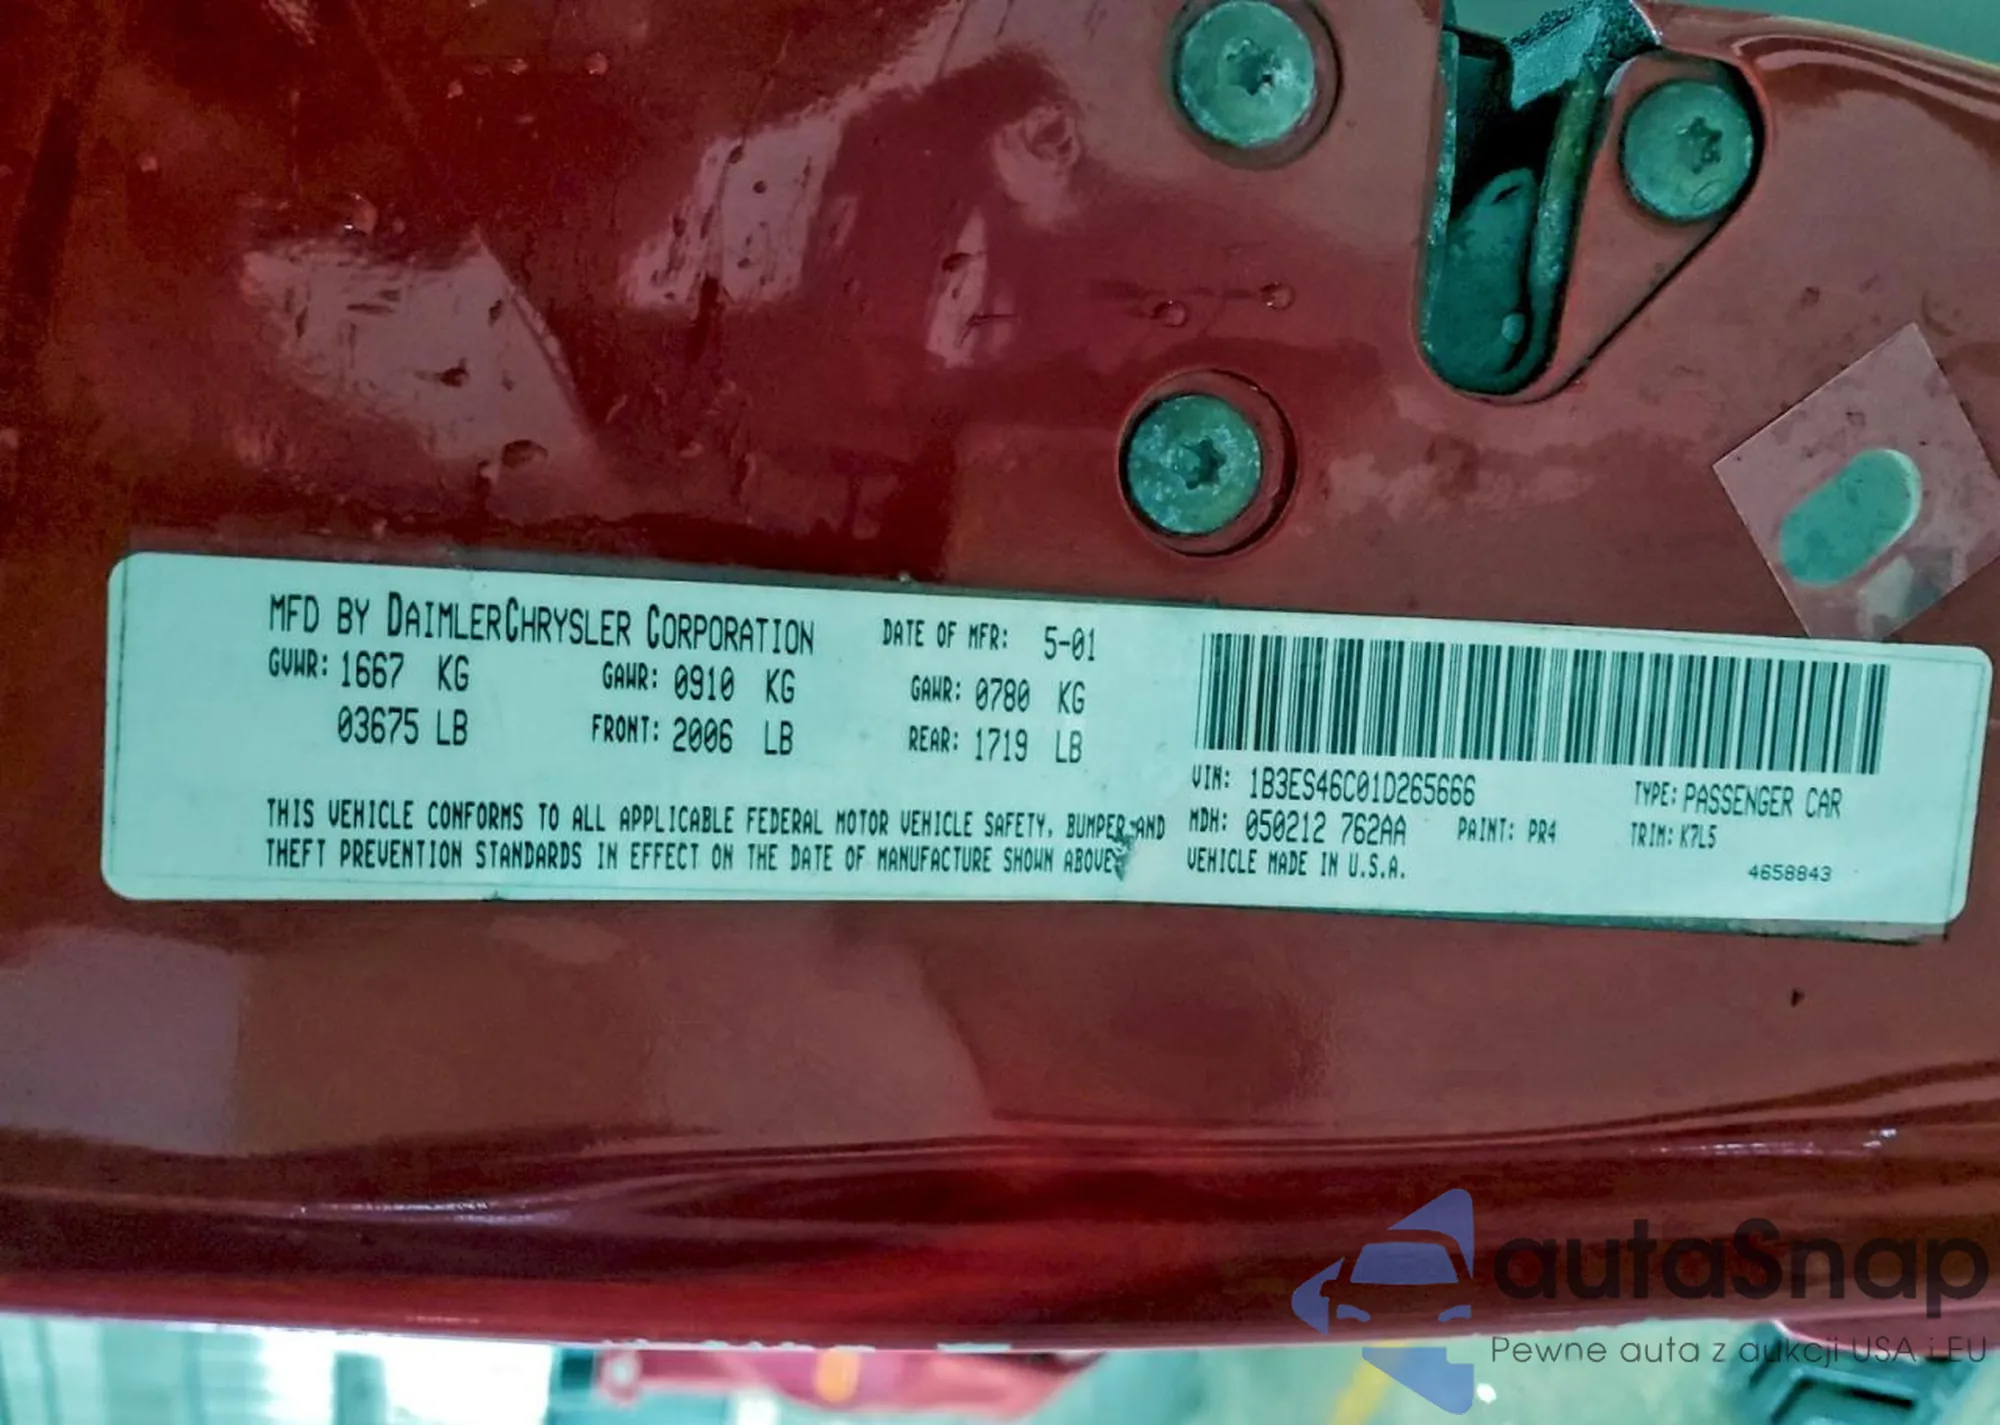 MFD BY DAIMLERCHRYSLER CORPORATION DATE OF MFR: 5-01
GVWR: 1667 KG GAWR: 0910 KG GAWR: 0780 KG
03675 LB FRONT: 2006 LB REAR: 1719 LB
THIS VEHICLE CONFORMS TO ALL APPLICABLE FEDERAL MOTOR VEHICLE SAFETY, BUMPER AND
THEFT PREVENTION STANDARDS IN EFFECT ON THE DATE OF MANUFACTURE SHOWN ABOVE
VIN: 1B3ES46C01D265666 TYPE: PASSENGER CAR
MDH: 050212 762AA PAINT: PR4 TRIM: K7L5
VEHICLE MADE IN U.S.A. 4658843
autaSnap
Pewne auta z aukcji USA i EU